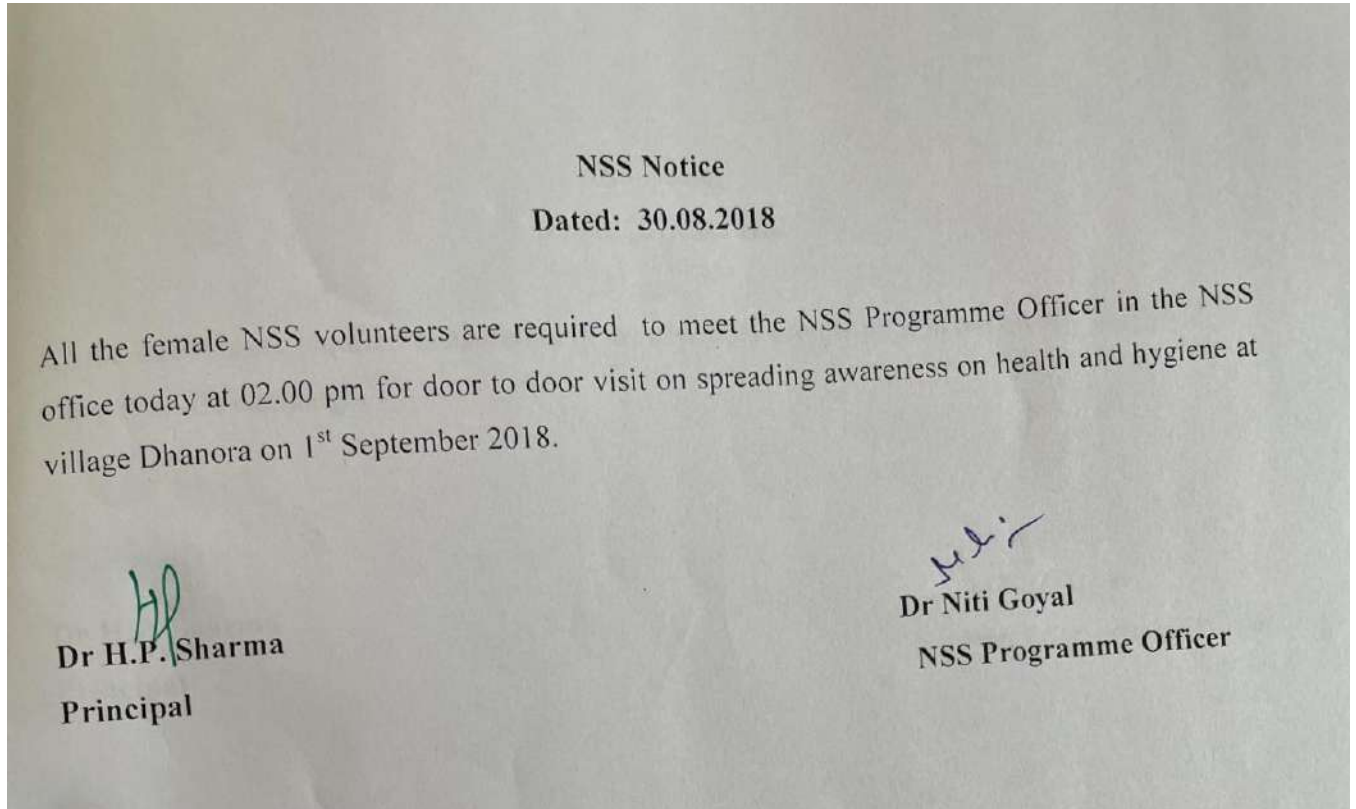 NSS Notice
Dated: 30.08.2018
All the female NSS volunteers are required to meet the NSS Programme Officer in the NSS
office today at 02.00 pm for door to door visit on spreading awareness on health and hygiene at
village Dhanora on 1st September 2018.
Dr H.P. Sharma
Principal
Dr Niti Goyal
NSS Programme Officer